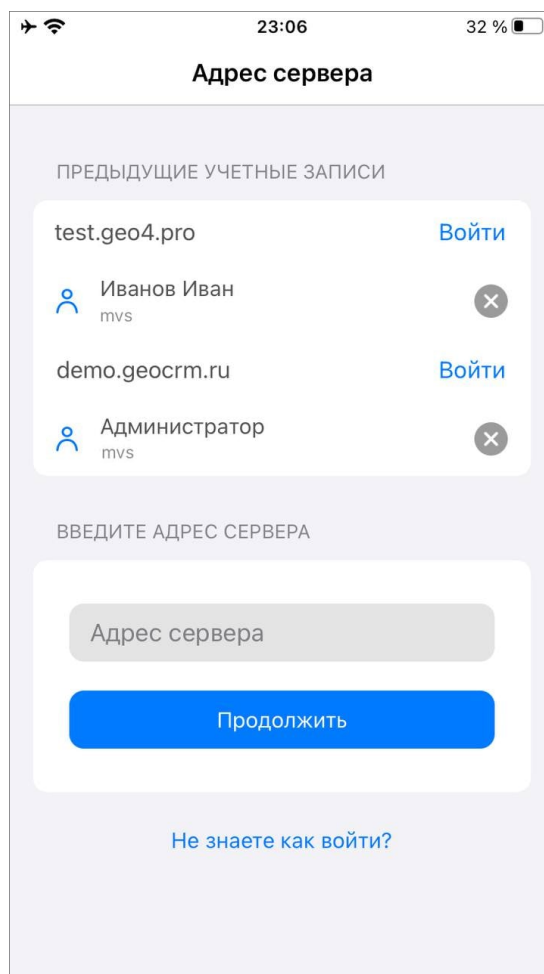 23:06
32 %
Адрес сервера
ПРЕДЫДУЩИЕ УЧЕТНЫЕ ЗАПИСИ
test.geo4.pro Войти
Иванов Иван
mvs
demo.geocrm.ru Войти
Администратор
mvs
ВВЕДИТЕ АДРЕС СЕРВЕРА
Адрес сервера
Продолжить
Не знаете как войти?